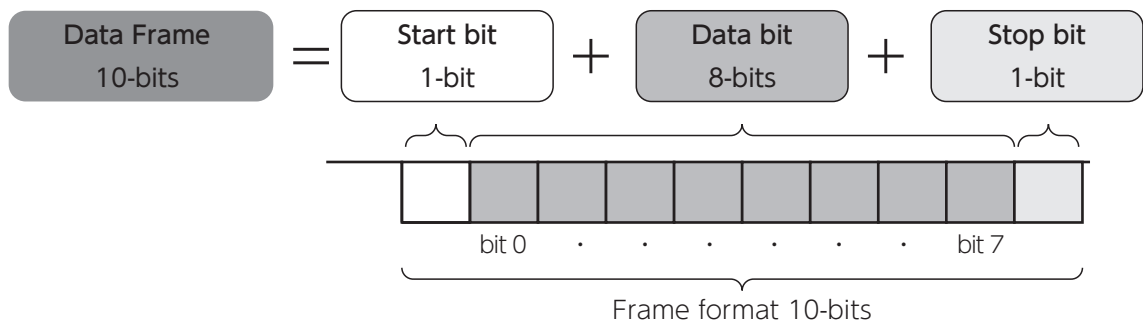 Data Frame
10-bits
=
Start bit
1-bit
+
Data bit
8-bits
+
Stop bit
1-bit
bit 0 · · · · · · bit 7
Frame format 10-bits